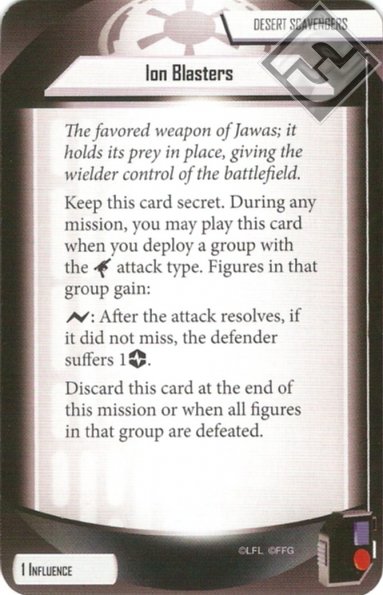 DESERT SCAVENGERS
Ion Blasters
The favored weapon of Jawas; it
holds its prey in place, giving the
wielder control of the battlefield.
Keep this card secret. During any
mission, you may play this card
when you deploy a group with
the attack type. Figures in that
group gain:
: After the attack resolves, if
it did not miss, the defender
suffers 1.
Discard this card at the end of
this mission or when all figures
in that group are defeated.
©LFL ©FFG
1 INFLUENCE